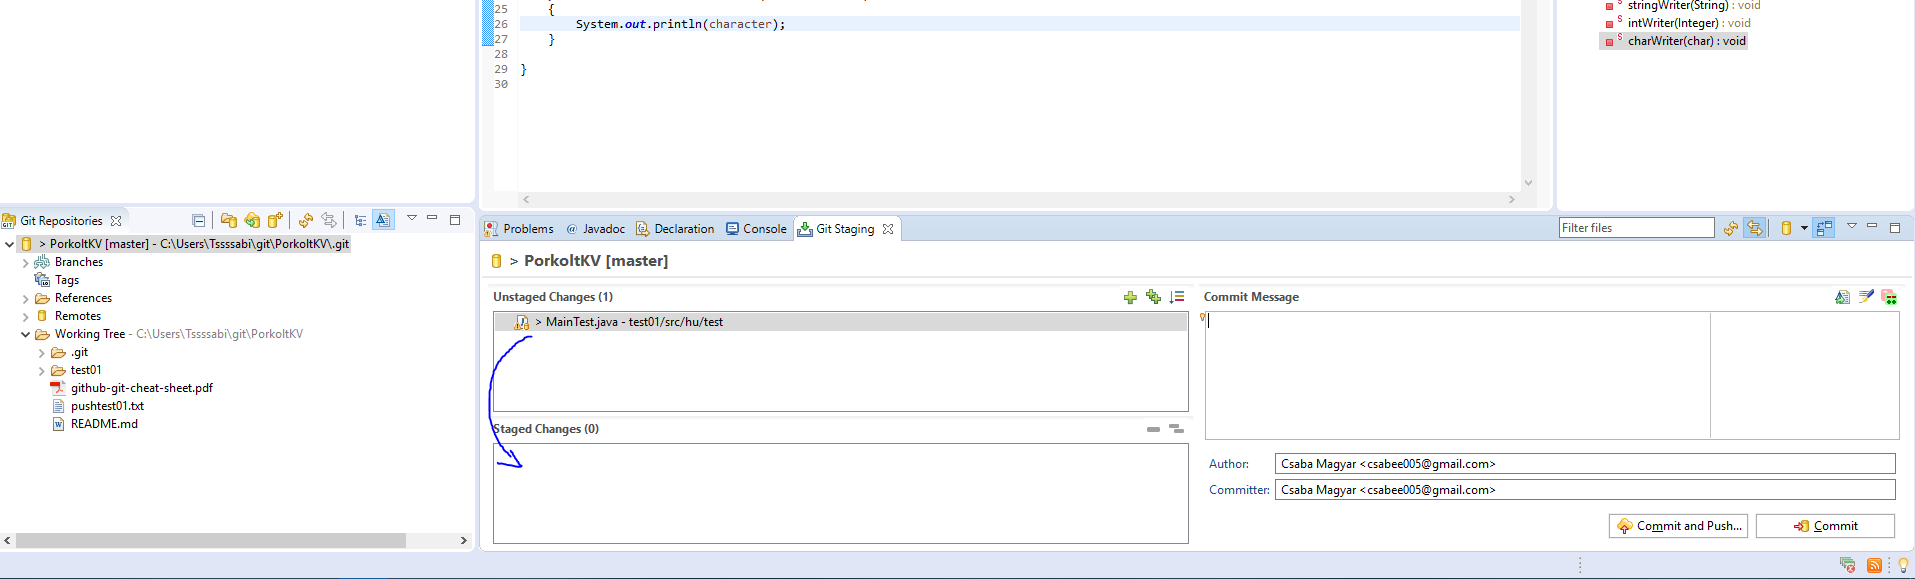 25 {
26 System.out.println(character);
27 }
28
29 }
30
stringWriter(String) : void
intWriter(Integer) : void
charWriter(char) : void
Git Repositories
> PorkoltKV [master] - C:\Users\Tssssabi\git\PorkoltKV\.git
Branches
Tags
References
Remotes
Working Tree - C:\Users\Tssssabi\git\PorkoltKV
.git
test01
github-git-cheat-sheet.pdf
pushtest01.txt
README.md
Problems @ Javadoc Declaration Console Git Staging
Filter files
> PorkoltKV [master]
Unstaged Changes (1)
> MainTest.java - test01/src/hu/test
Staged Changes (0)
Commit Message
Author: Csaba Magyar <csabee005@gmail.com>
Committer: Csaba Magyar <csabee005@gmail.com>
Commit and Push... Commit